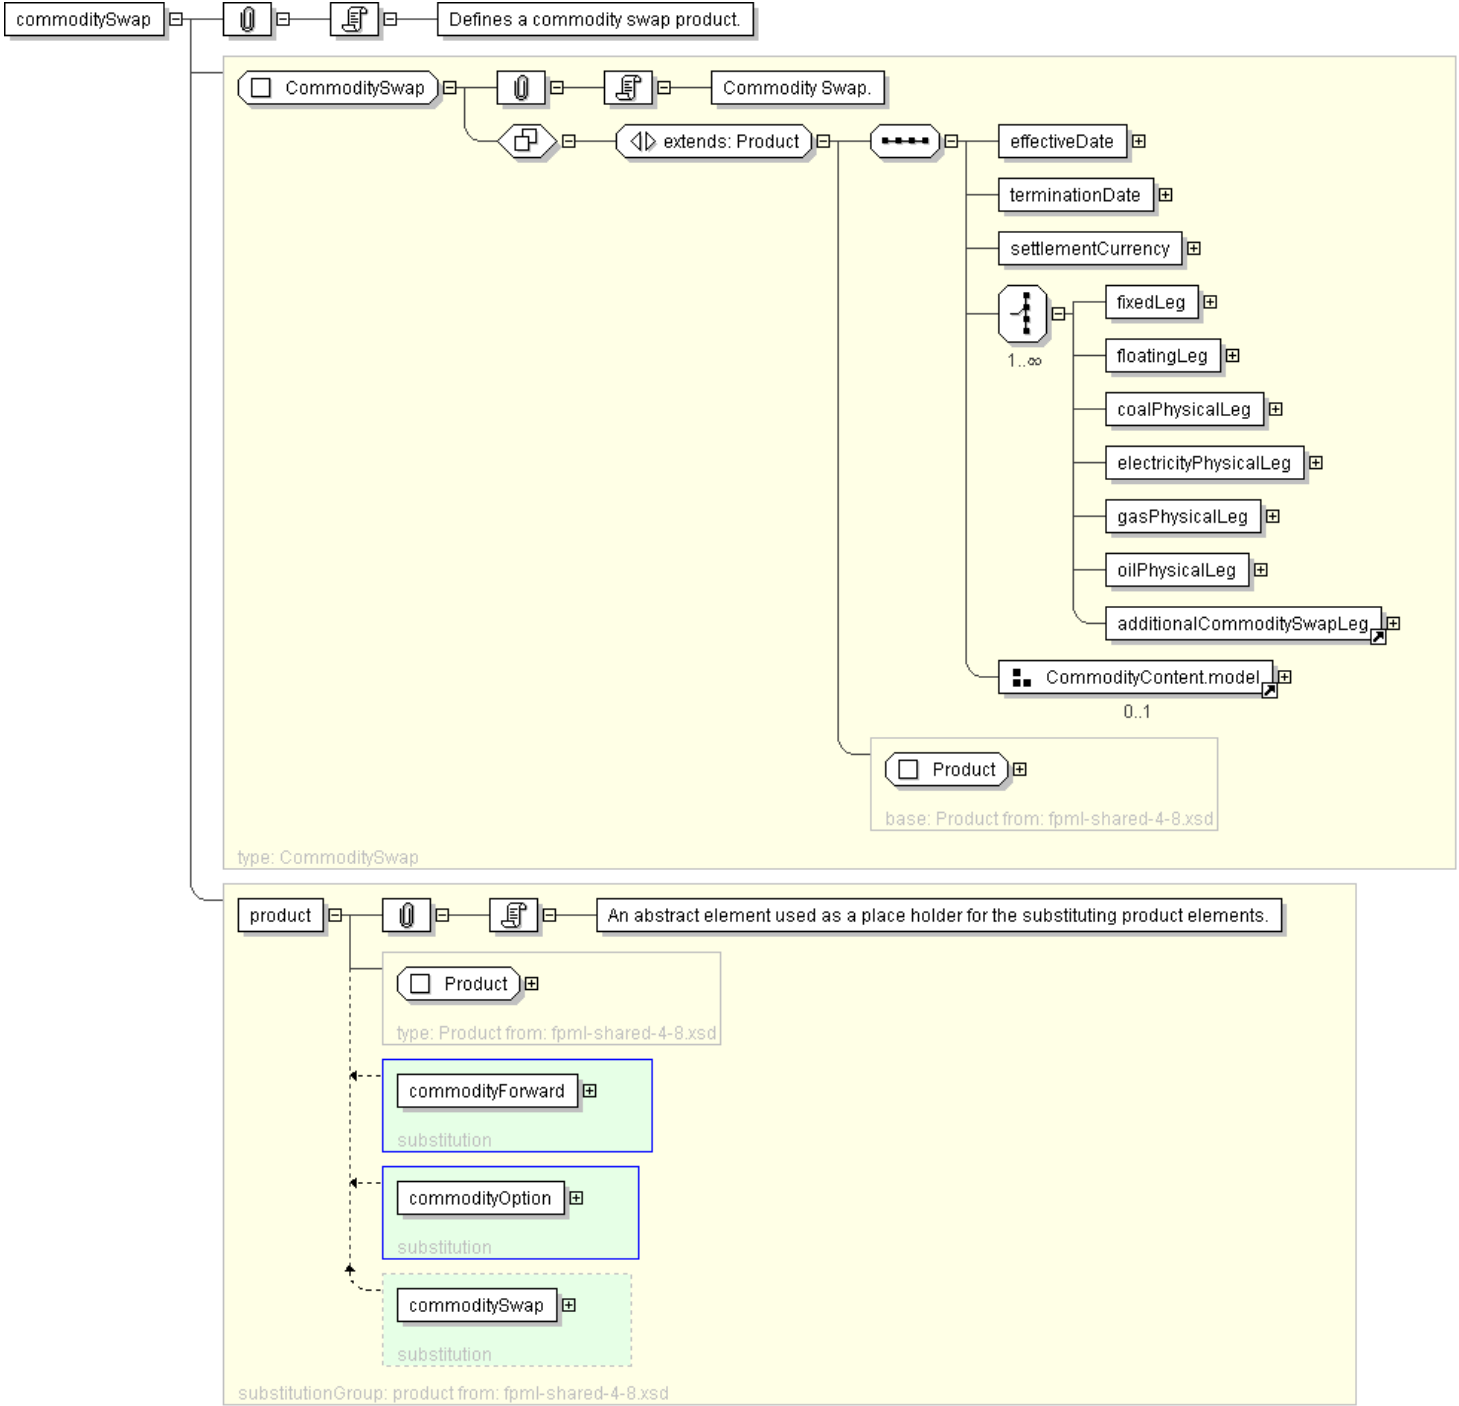 commoditySwap
Defines a commodity swap product.
CommoditySwap
Commodity Swap.
extends: Product
effectiveDate
terminationDate
settlementCurrency
fixedLeg
1..∞
floatingLeg
coalPhysicalLeg
electricityPhysicalLeg
gasPhysicalLeg
oilPhysicalLeg
additionalCommoditySwapLeg
CommodityContent.model
0..1
Product
base: Product from: fpml-shared-4-8.xsd
type: CommoditySwap
product
An abstract element used as a place holder for the substituting product elements.
Product
type: Product from: fpml-shared-4-8.xsd
commodityForward
substitution
commodityOption
substitution
commoditySwap
substitution
substitutionGroup: product from: fpml-shared-4-8.xsd